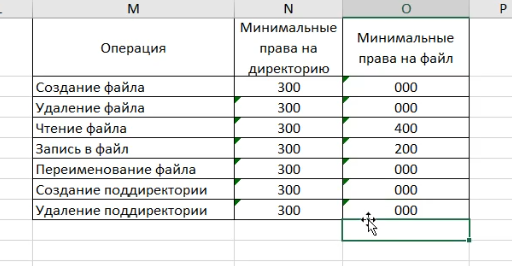 M N O P
Операция Минимальные права на директорию Минимальные права на файл
Создание файла 300 000
Удаление файла 300 000
Чтение файла 300 400
Запись в файл 300 200
Переименование файла 300 000
Создание поддиректории 300 000
Удаление поддиректории 300 000